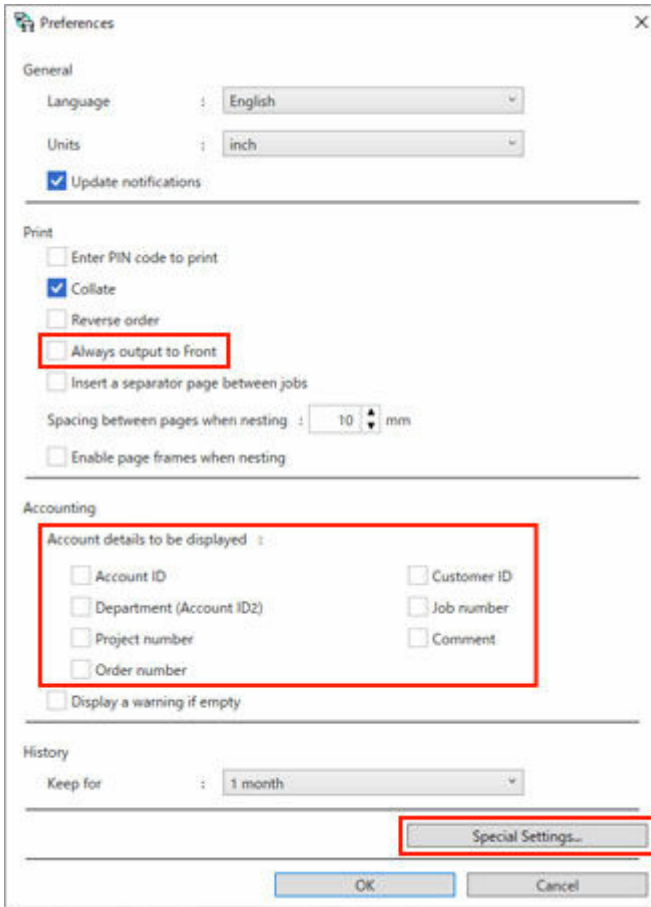 Preferences
General
Language : English
Units : inch
Update notifications
Print
Enter PIN code to print
Collate
Reverse order
Always output to Front
Insert a separator page between jobs
Spacing between pages when nesting : 10 mm
Enable page frames when nesting
Accounting
Account details to be displayed :
Account ID Customer ID
Department (Account ID2) Job number
Project number Comment
Order number
Display a warning if empty
History
Keep for : 1 month
Special Settings...
OK Cancel